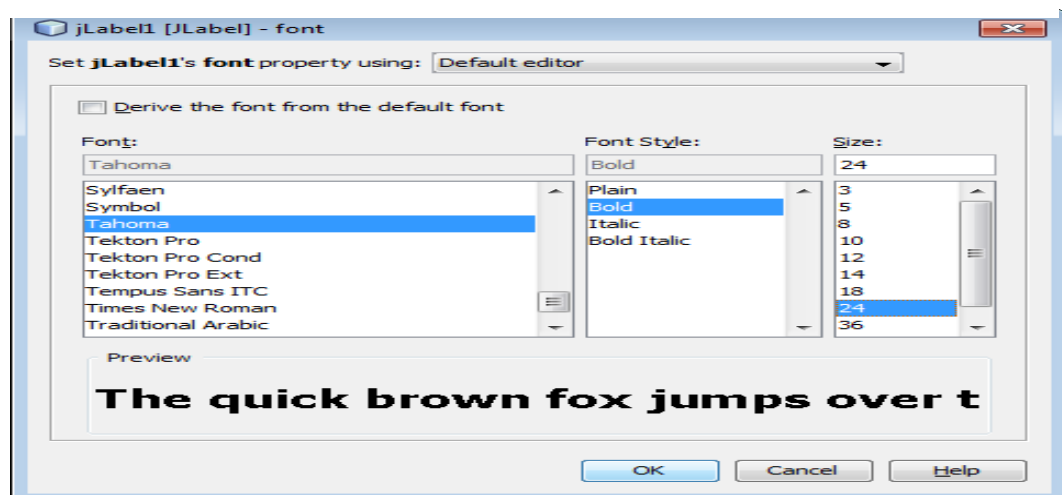 jLabel1 [JLabel] - font
Set jLabel1's font property using: Default editor
Derive the font from the default font
Font: Font Style: Size:
Tahoma Bold 24
Sylfaen Plain 3
Symbol Bold 5
Tahoma Italic 8
Tekton Pro Bold Italic 10
Tekton Pro Cond 12
Tekton Pro Ext 14
Tempus Sans ITC 18
Times New Roman 24
Traditional Arabic 36
Preview
The quick brown fox jumps over t
OK Cancel Help